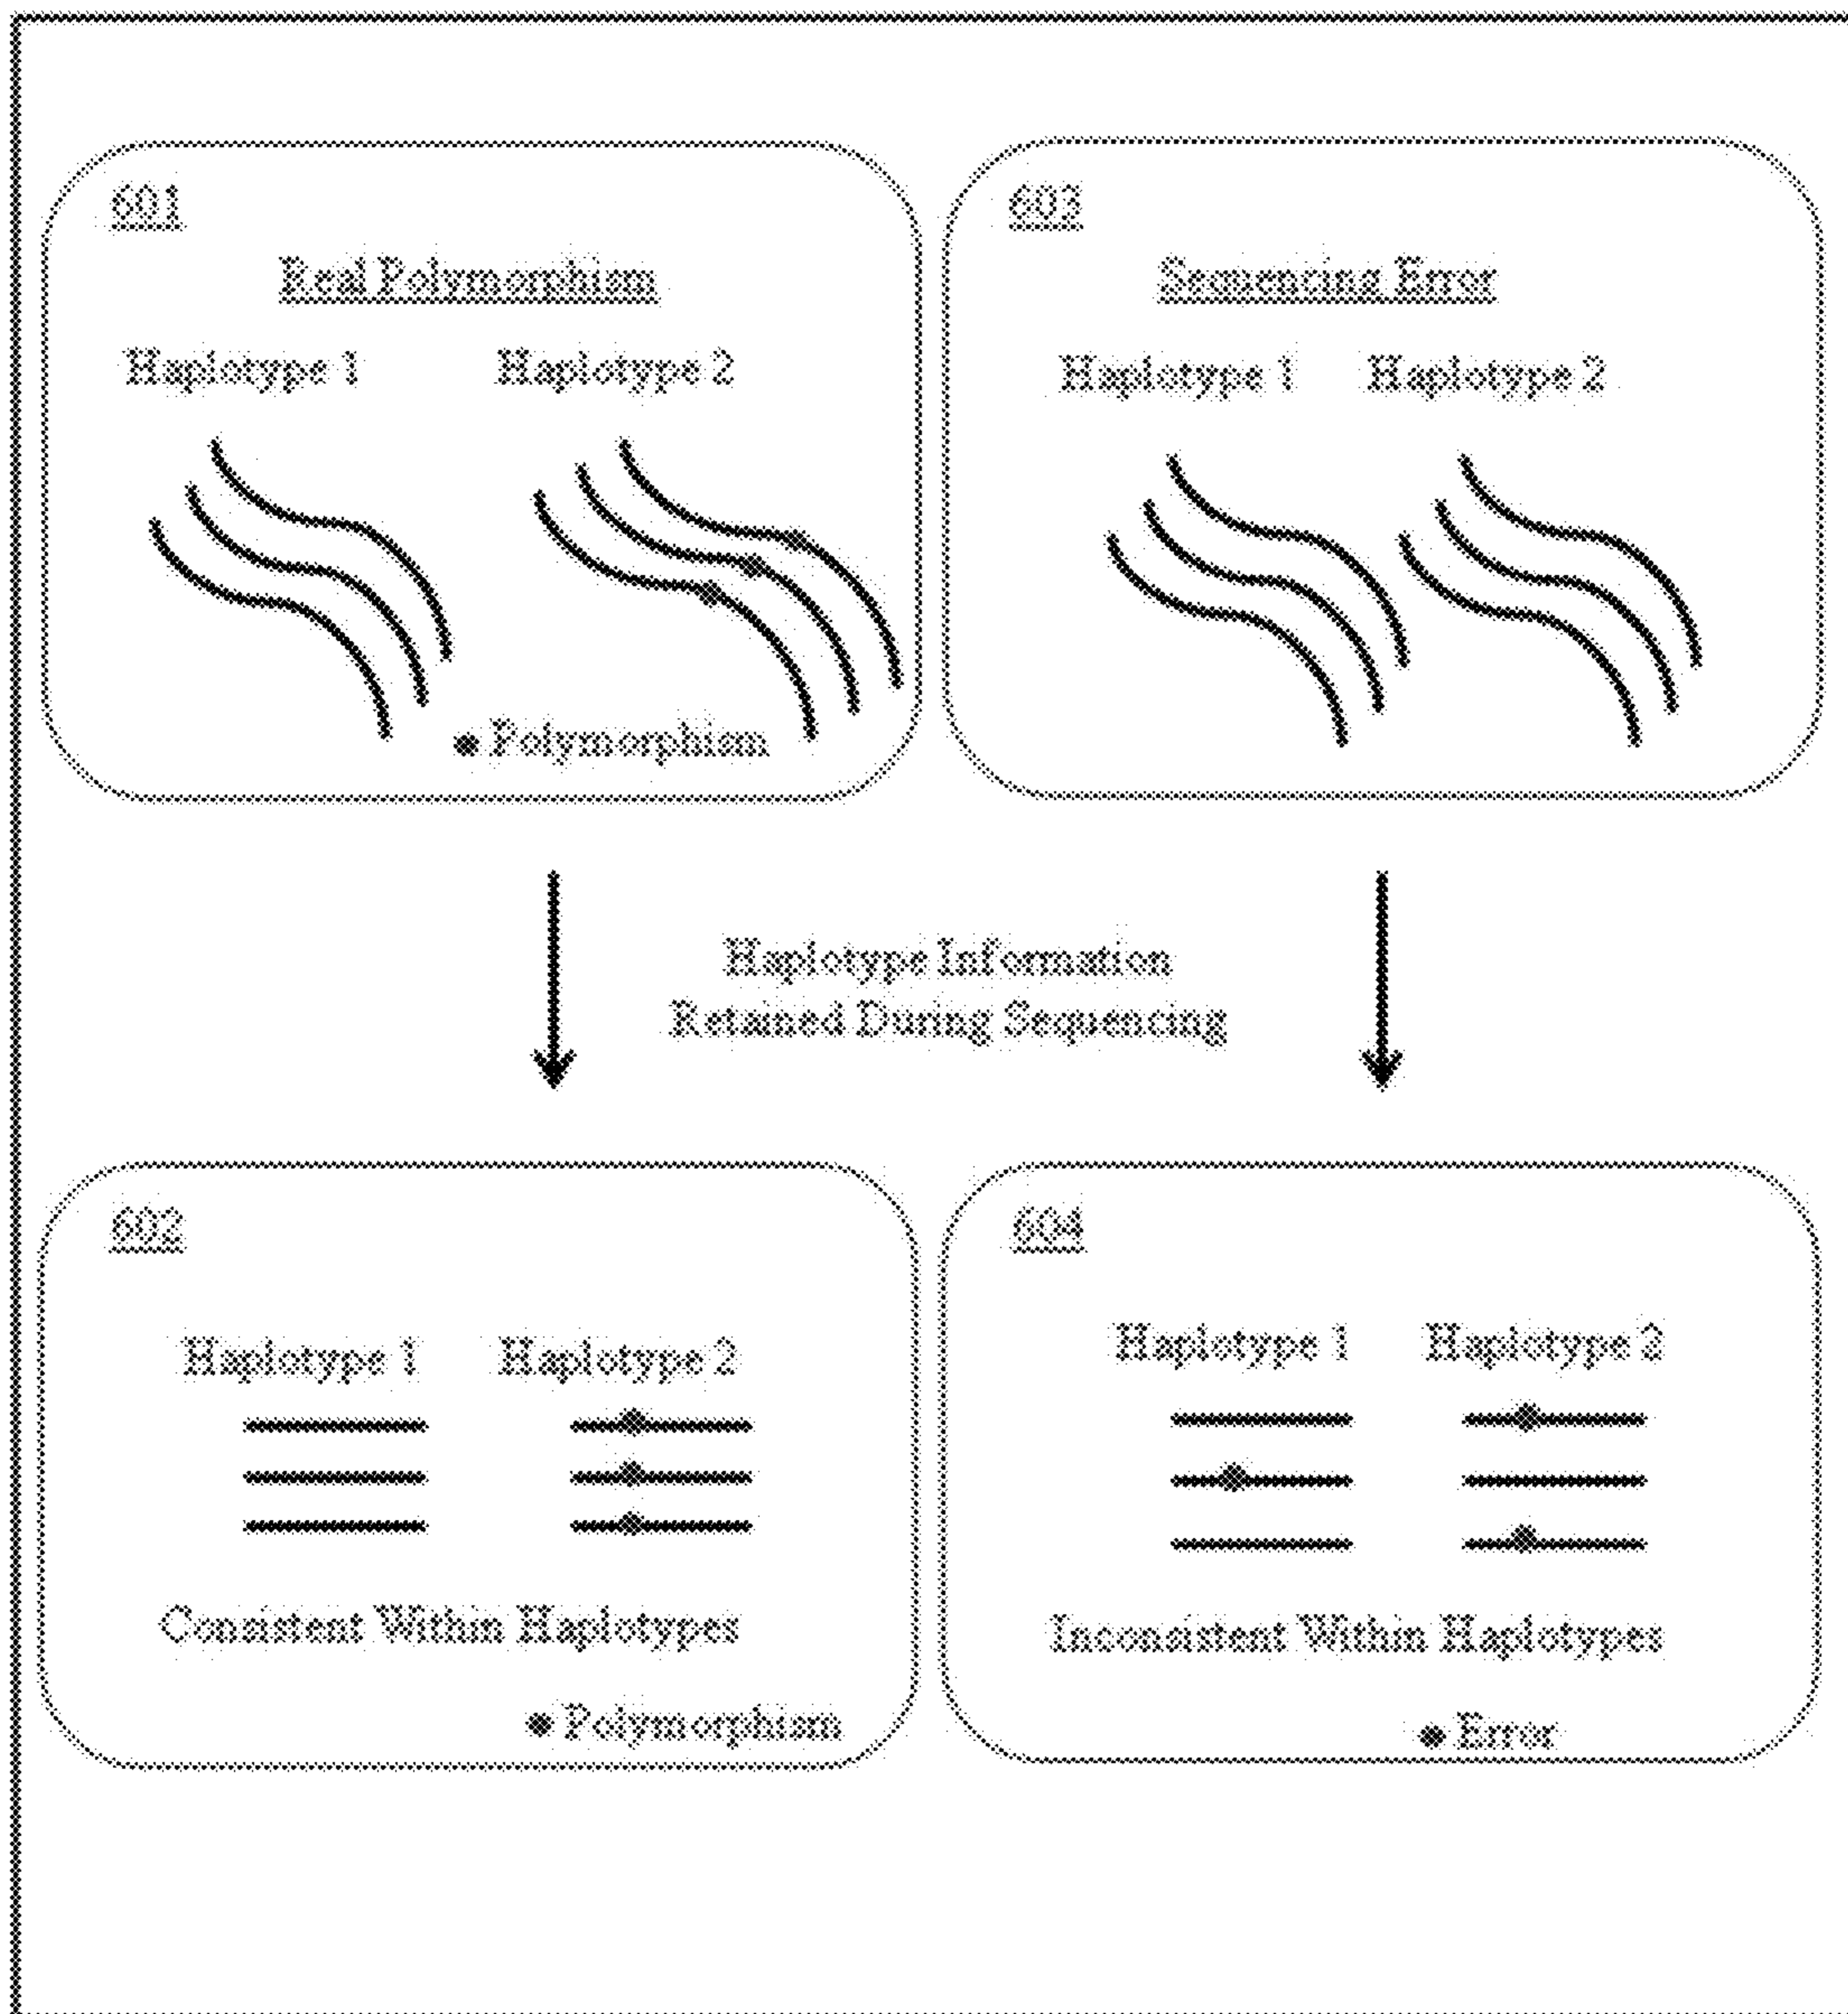 601
Real Polymorphism
Haplotype 1 Haplotype 2
Polymorphism
603
Sequencing Error
Haplotype 1 Haplotype 2
Haplotype Information
Retained During Sequencing
602
Haplotype 1 Haplotype 2
Consistent Within Haplotypes
Polymorphism
604
Haplotype 1 Haplotype 2
Inconsistent Within Haplotypes
Error